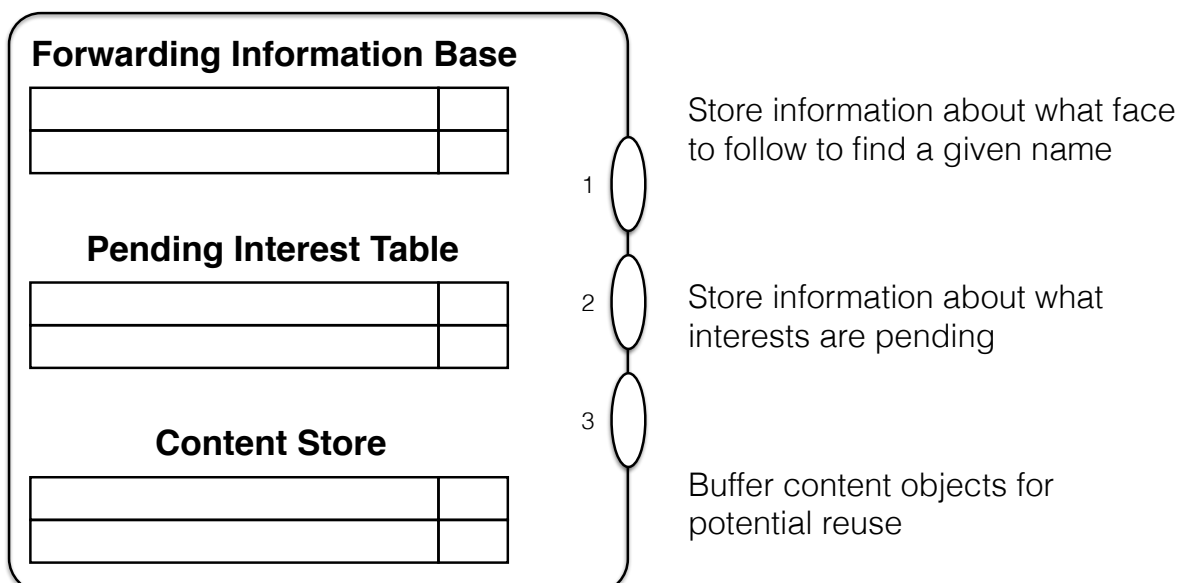 Forwarding Information Base
Store information about what face
to follow to find a given name
1
Pending Interest Table
2
Store information about what
interests are pending
3
Content Store
Buffer content objects for
potential reuse